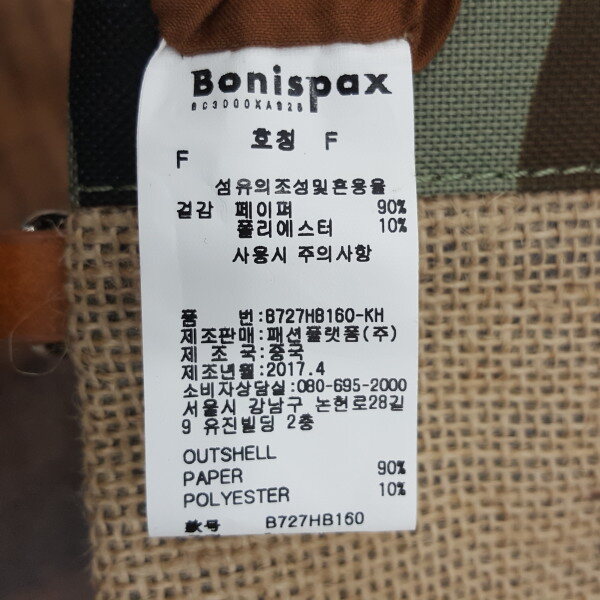 Bonispax
BC3D00XA928
호칭 F
F
섬유의조성및혼용율
겉감 페이퍼 90%
폴리에스터 10%
사용시 주의사항
품 번:B727HB160-KH
제조판매:패션플랫폼(주)
제 조 국:중국
제조년월:2017.4
소비자상담실:080-695-2000
서울시 강남구 논현로28길
9 유진빌딩 2층
OUTSHELL
PAPER 90%
POLYESTER 10%
款号 B727HB160